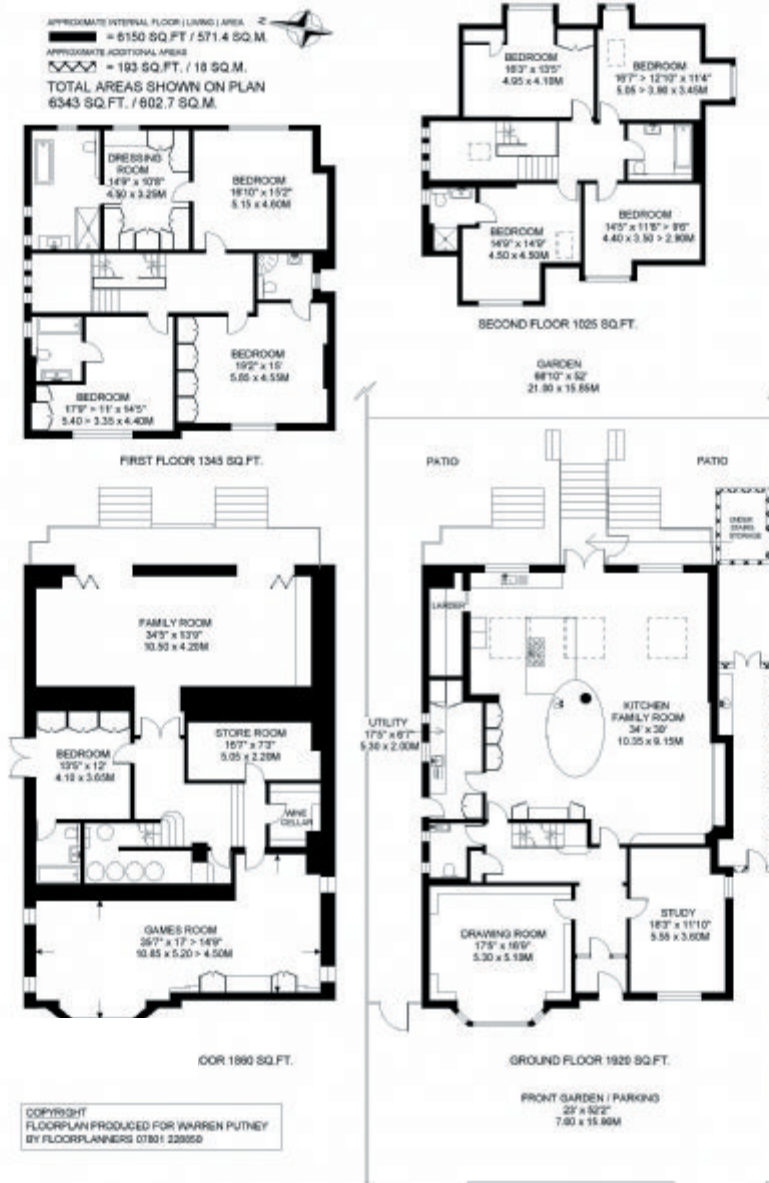 APPROXIMATE INTERNAL FLOOR (LIVING) AREA
= 6150 SQ.FT / 571.4 SQ.M.
APPROXIMATE ADDITIONAL AREAS
= 193 SQ.FT. / 18 SQ.M.
TOTAL AREAS SHOWN ON PLAN
6343 SQ.FT. / 602.7 SQ.M.
Z
DRESSING
ROOM
14'9" x 10'8"
4.50 x 3.25M
BEDROOM
16'10" x 15'2"
5.15 x 4.60M
BEDROOM
19'2" x 15'
5.85 x 4.55M
BEDROOM
17'9" > 11' x 14'5"
5.40 > 3.35 x 4.40M
FIRST FLOOR 1345 SQ.FT.
BEDROOM
16'3" x 13'5"
4.95 x 4.10M
BEDROOM
16'7" > 12'10" x 11'4"
5.05 > 3.90 x 3.45M
BEDROOM
14'9" x 14'9"
4.50 x 4.50M
BEDROOM
14'5" x 11'6" > 9'6"
4.40 x 3.50 > 2.90M
SECOND FLOOR 1025 SQ.FT.
GARDEN
x 52'
21.00 x 15.85M
PATIO
PATIO
UNDER
STAIRS
STORAGE
FAMILY ROOM
34'5" x 13'9"
10.50 x 4.20M
BEDROOM
13'5" x 12'
4.10 x 3.65M
STORE ROOM
16'7" x 7'3"
5.05 x 2.20M
WINE
CELLAR
GAMES ROOM
35'7" x 17' > 14'9"
10.85 x 5.20 > 4.50M
OOR 1860 SQ.FT.
LARDER
UTILITY
17'5" x 6'7"
5.30 x 2.00M
KITCHEN
FAMILY ROOM
34' x 30'
10.35 x 9.15M
DRAWING ROOM
17'5" x 16'9"
5.30 x 5.10M
STUDY
18'3" x 11'10"
5.55 x 3.60M
GROUND FLOOR 1920 SQ.FT.
FRONT GARDEN / PARKING
23' x 52'2"
7.00 x 15.90M
COPYRIGHT
FLOORPLAN PRODUCED FOR WARREN PUTNEY
BY FLOORPLANNERS 07801